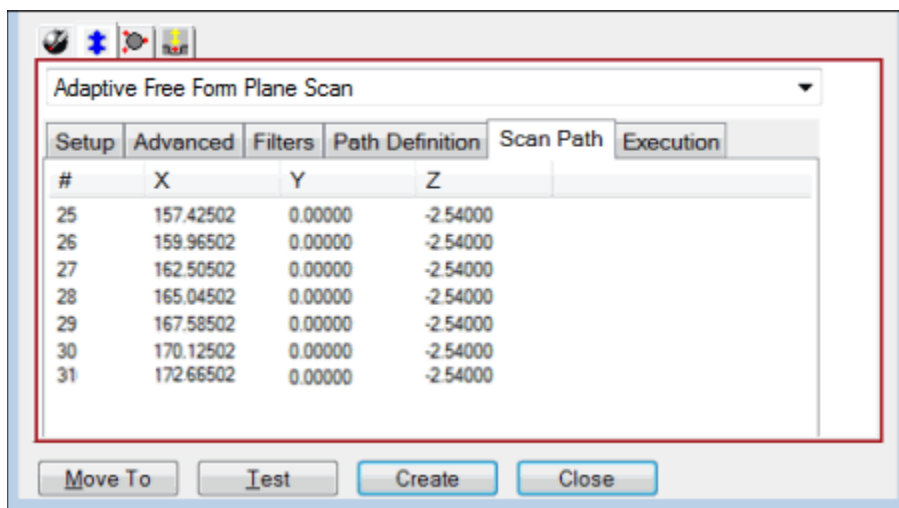 Adaptive Free Form Plane Scan
Setup Advanced Filters Path Definition Scan Path Execution
# X Y Z
25 157.42502 0.00000 -2.54000
26 159.96502 0.00000 -2.54000
27 162.50502 0.00000 -2.54000
28 165.04502 0.00000 -2.54000
29 167.58502 0.00000 -2.54000
30 170.12502 0.00000 -2.54000
31 172.66502 0.00000 -2.54000
Move To Test Create Close